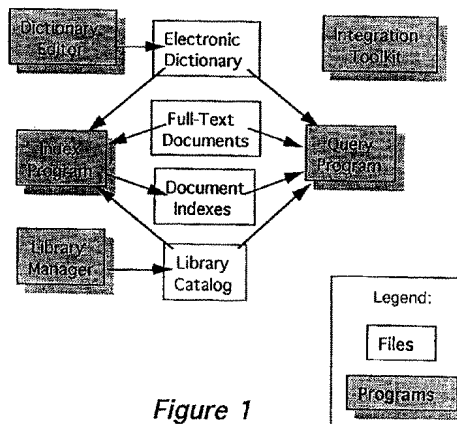 Dictionary
Editor
Electronic
Dictionary
Integration
Toolkit
Full-Text
Documents
Index
Program
Query
Program
Document
Indexes
Library
Manager
Library
Catalog
Legend:
Files
Programs
Figure 1